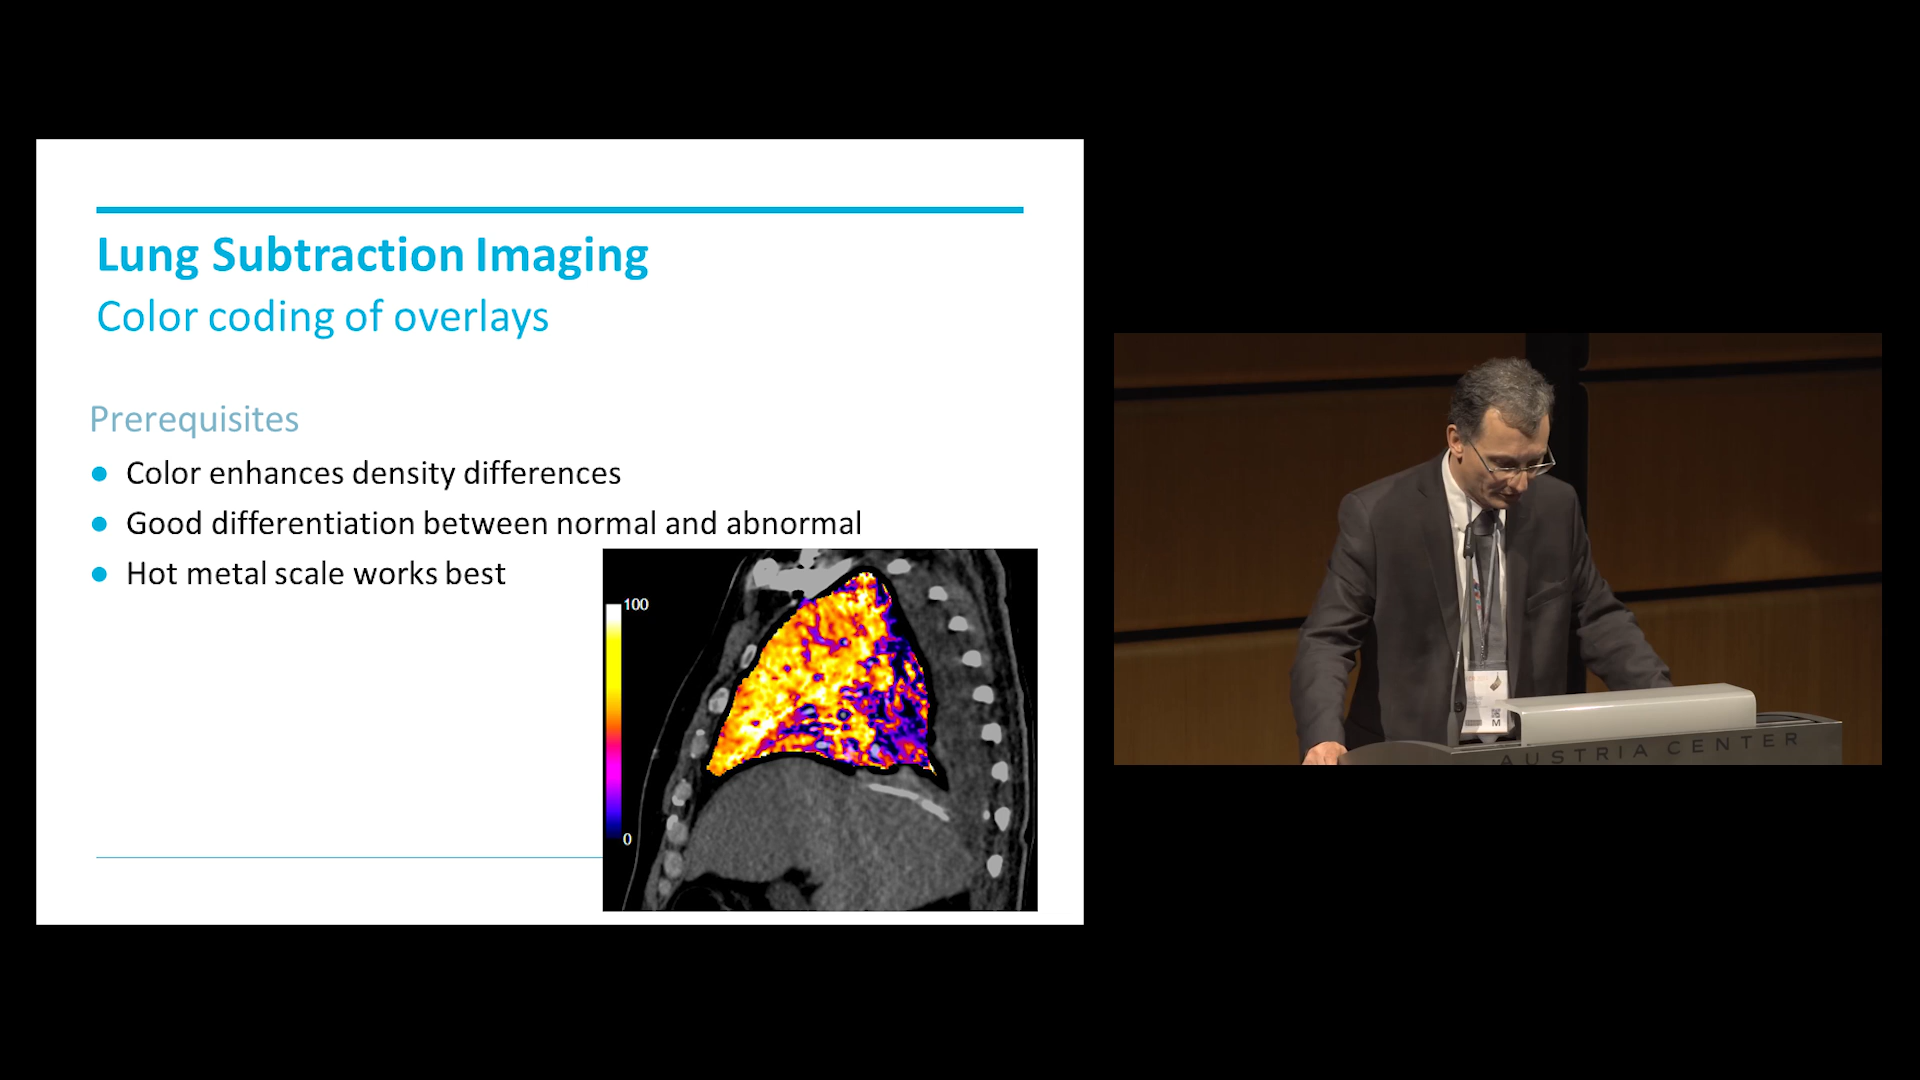 Lung Subtraction Imaging
Color coding of overlays
Prerequisites
Color enhances density differences
Good differentiation between normal and abnormal
Hot metal scale works best
100
0
M
AUSTRIA CENTER